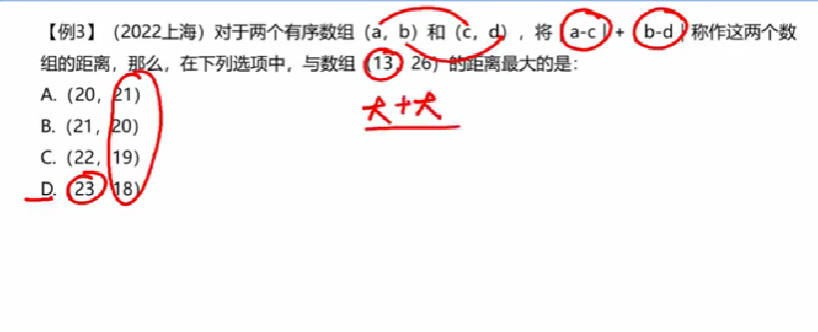 【例3】(2022上海) 对于两个有序数组 (a, b) 和 (c, d), 将 |a-c|+|b-d|称作这两个数
组的距离, 那么, 在下列选项中, 与数组 (13, 26) 的距离最大的是:
大+大
A. (20, 21)
B. (21, 20)
C. (22, 19)
D. (23, 18)